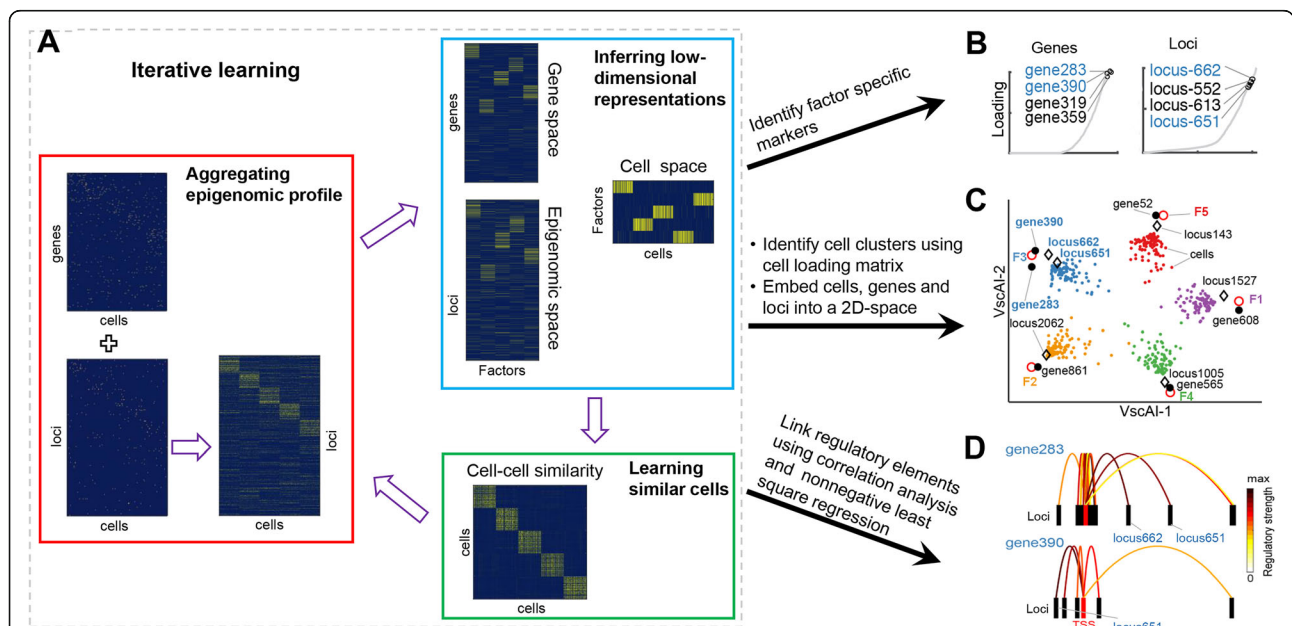 A
Iterative learning
Aggregating
epigenomic profile
genes
cells
loci
cells
loci
cells
Inferring low-
dimensional
representations
genes
Gene space
loci
Epigenomic space
Factors
Cell space
Factors
cells
Cell-cell similarity
Learning
similar cells
cells
cells
Identify factor specific
markers
• Identify cell clusters using
cell loading matrix
• Embed cells, genes and
loci into a 2D-space
Link regulatory elements
using correlation analysis
and nonnegative least
square regression
B
Genes
Loading
gene283
gene390
gene319
gene359
Loci
locus-662
locus-552
locus-613
locus-651
C
VscAI-2
VscAI-1
gene52
F5
locus143
cells
gene390
locus662
locus651
F3
gene283
locus1527
F1
gene608
locus2062
gene861
F2
locus1005
gene565
F4
D
gene283
Loci
locus662
locus651
gene390
Loci
TSS
locus651
max
Regulatory strength
0